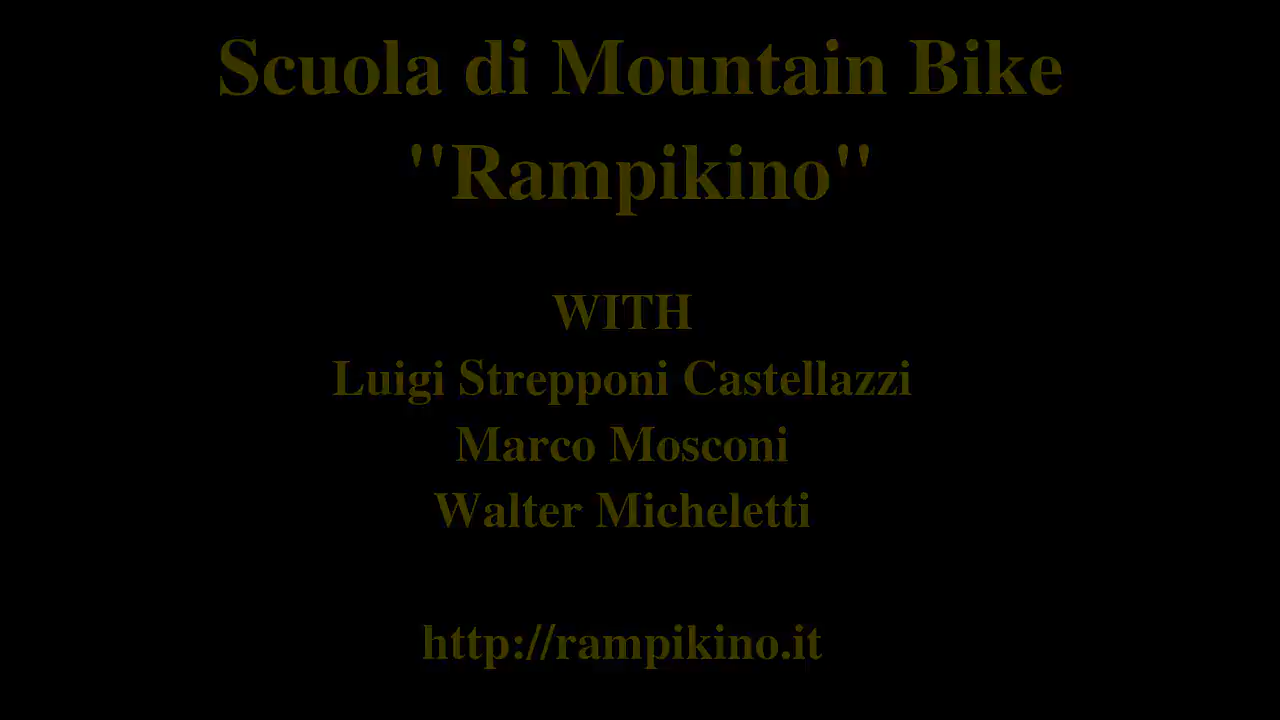 Scuola di Mountain Bike
"Rampikino"
WITH
Luigi Strepponi Castellazzi
Marco Mosconi
Walter Micheletti
http://rampikino.it